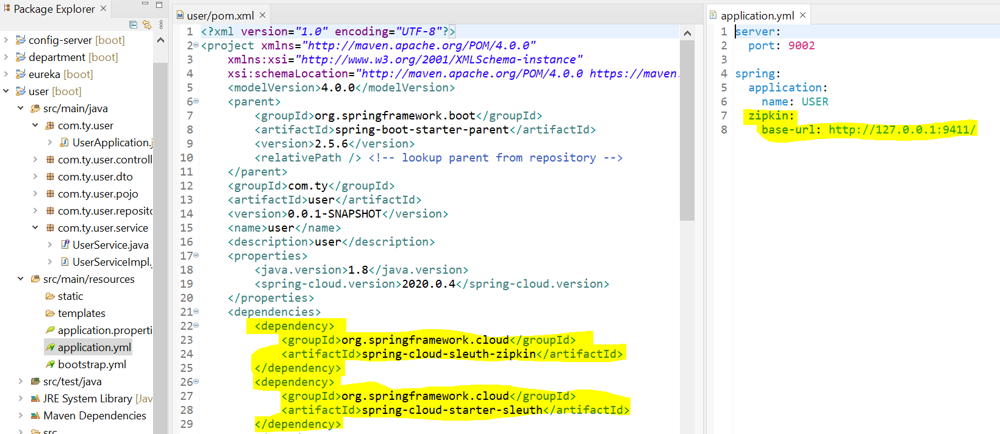 Package Explorer
config-server [boot]
department [boot]
eureka [boot]
user [boot]
src/main/java
com.ty.user
UserApplication.j
com.ty.user.controll
com.ty.user.dto
com.ty.user.pojo
com.ty.user.reposito
com.ty.user.service
UserService.java
UserServiceImpl.
src/main/resources
static
templates
application.properti
application.yml
bootstrap.yml
src/test/java
JRE System Library [Jav
Maven Dependencies
src
user/pom.xml
1 <?xml version="1.0" encoding="UTF-8"?>
2 <project xmlns="http://maven.apache.org/POM/4.0.0"
3 xmlns:xsi="http://www.w3.org/2001/XMLSchema-instance"
4 xsi:schemaLocation="http://maven.apache.org/POM/4.0.0 https://maven.
5 <modelVersion>4.0.0</modelVersion>
6 <parent>
7 <groupId>org.springframework.boot</groupId>
8 <artifactId>spring-boot-starter-parent</artifactId>
9 <version>2.5.6</version>
10 <relativePath /> <!-- lookup parent from repository -->
11 </parent>
12 <groupId>com.ty</groupId>
13 <artifactId>user</artifactId>
14 <version>0.0.1-SNAPSHOT</version>
15 <name>user</name>
16 <description>user</description>
17 <properties>
18 <java.version>1.8</java.version>
19 <spring-cloud.version>2020.0.4</spring-cloud.version>
20 </properties>
21 <dependencies>
22 <dependency>
23 <groupId>org.springframework.cloud</groupId>
24 <artifactId>spring-cloud-sleuth-zipkin</artifactId>
25 </dependency>
26 <dependency>
27 <groupId>org.springframework.cloud</groupId>
28 <artifactId>spring-cloud-starter-sleuth</artifactId>
29 </dependency>
application.yml
1 server:
2 port: 9002
3
4 spring:
5 application:
6 name: USER
7 zipkin:
8 base-url: http://127.0.0.1:9411/